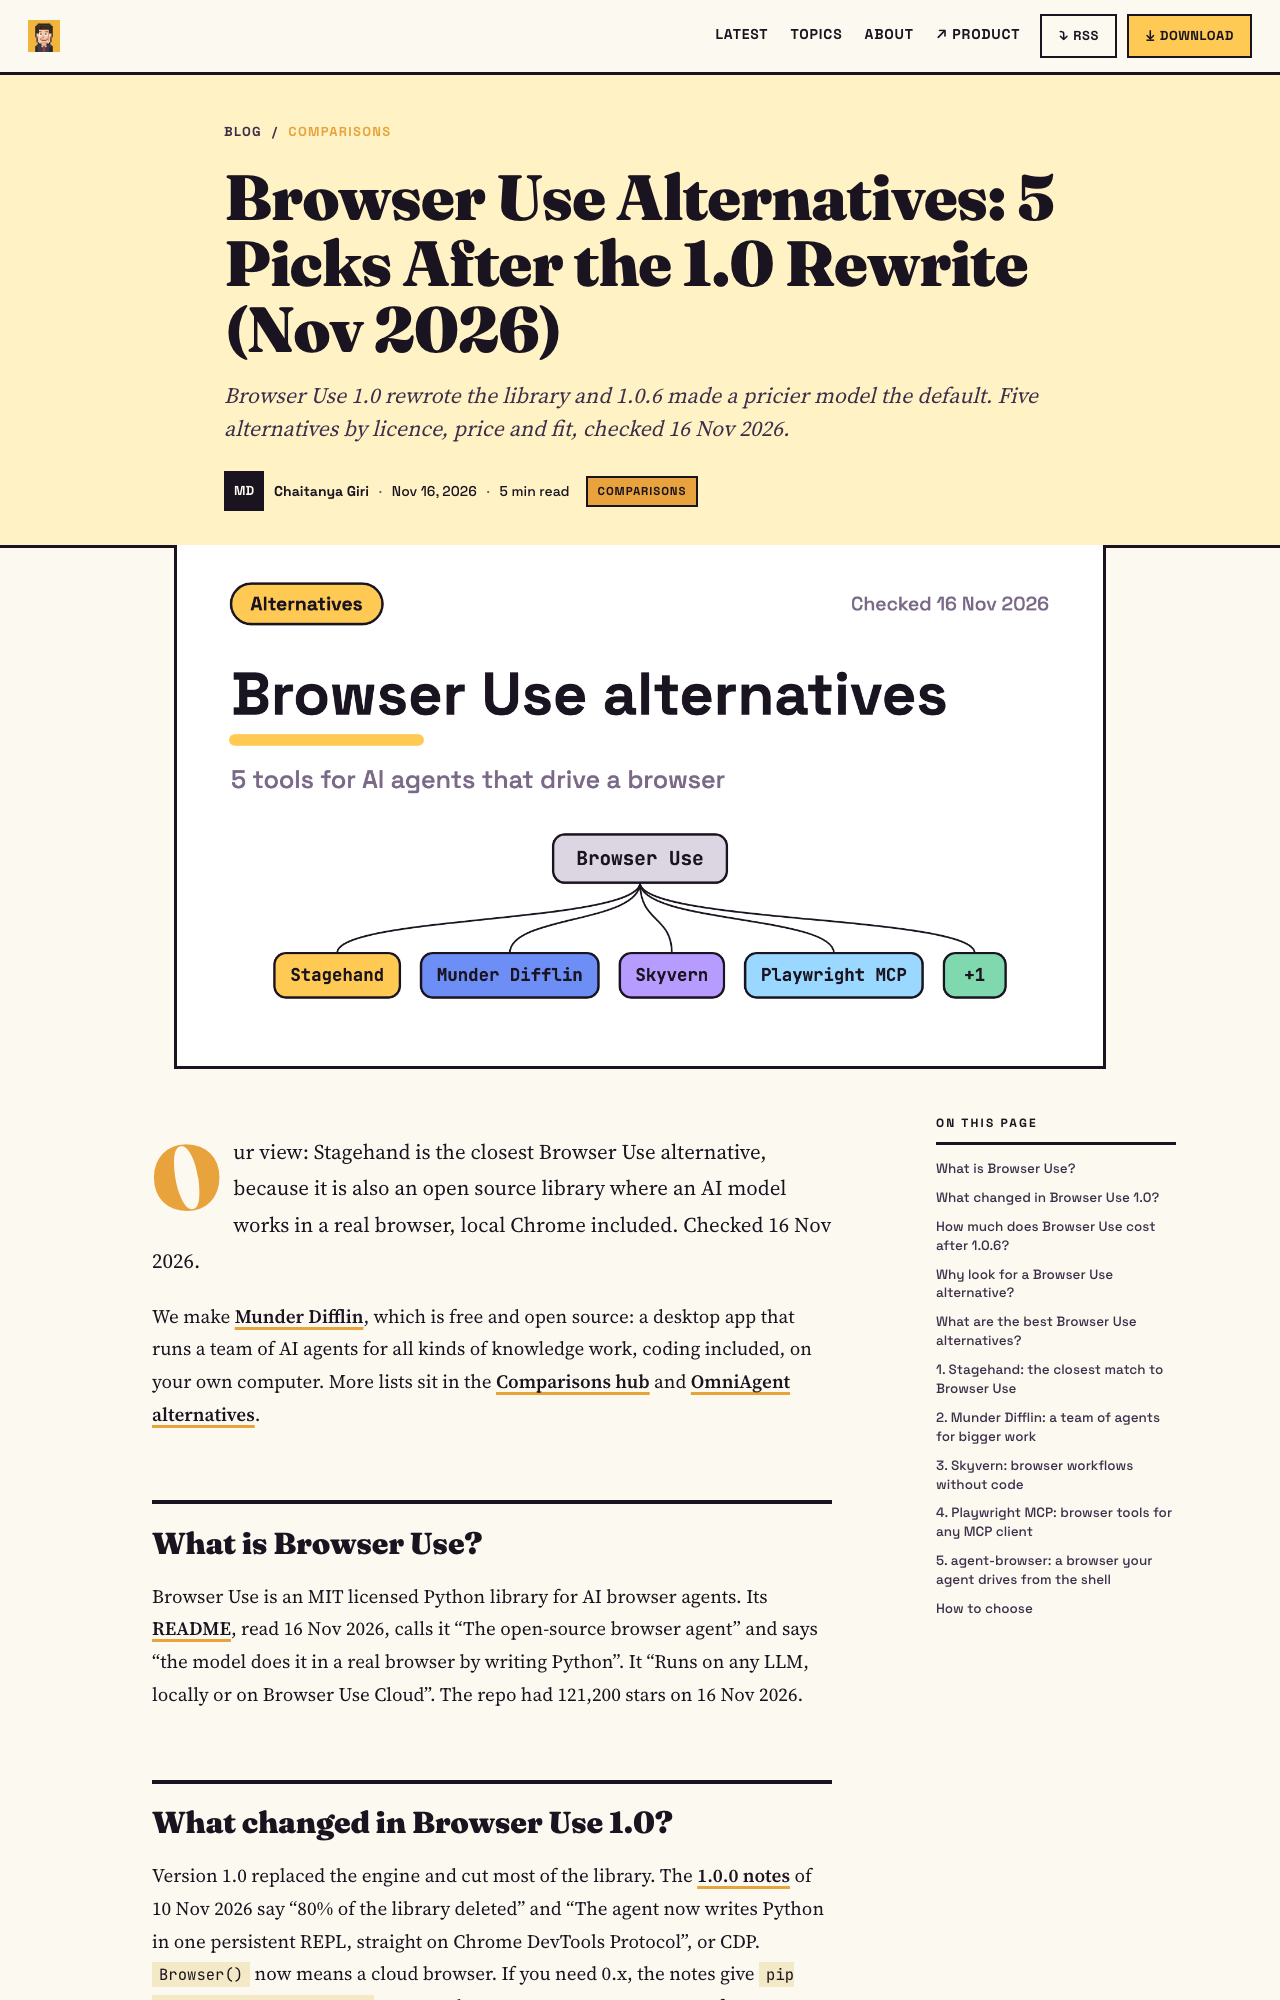 LATEST TOPICS ABOUT ↗ PRODUCT ⤵ RSS ⤓ DOWNLOAD
BLOG / COMPARISONS
Browser Use Alternatives: 5
Picks After the 1.0 Rewrite
(Nov 2026)
Browser Use 1.0 rewrote the library and 1.0.6 made a pricier model the default. Five
alternatives by licence, price and fit, checked 16 Nov 2026.
MD Chaitanya Giri · Nov 16, 2026 · 5 min read COMPARISONS
Alternatives Checked 16 Nov 2026
Browser Use alternatives
5 tools for AI agents that drive a browser
Browser Use
Stagehand Munder Difflin Skyvern Playwright MCP +1
Our view: Stagehand is the closest Browser Use alternative,
because it is also an open source library where an AI model
works in a real browser, local Chrome included. Checked 16 Nov
2026.
We make Munder Difflin, which is free and open source: a desktop app that
runs a team of AI agents for all kinds of knowledge work, coding included, on
your own computer. More lists sit in the Comparisons hub and OmniAgent
alternatives.
What is Browser Use?
Browser Use is an MIT licensed Python library for AI browser agents. Its
README, read 16 Nov 2026, calls it “The open-source browser agent” and says
“the model does it in a real browser by writing Python”. It “Runs on any LLM,
locally or on Browser Use Cloud”. The repo had 121,200 stars on 16 Nov 2026.
What changed in Browser Use 1.0?
Version 1.0 replaced the engine and cut most of the library. The 1.0.0 notes of
10 Nov 2026 say “80% of the library deleted” and “The agent now writes Python
in one persistent REPL, straight on Chrome DevTools Protocol”, or CDP.
Browser() now means a cloud browser. If you need 0.x, the notes give pip
ON THIS PAGE
What is Browser Use?
What changed in Browser Use 1.0?
How much does Browser Use cost
after 1.0.6?
Why look for a Browser Use
alternative?
What are the best Browser Use
alternatives?
1. Stagehand: the closest match to
Browser Use
2. Munder Difflin: a team of agents
for bigger work
3. Skyvern: browser workflows
without code
4. Playwright MCP: browser tools for
any MCP client
5. agent-browser: a browser your
agent drives from the shell
How to choose